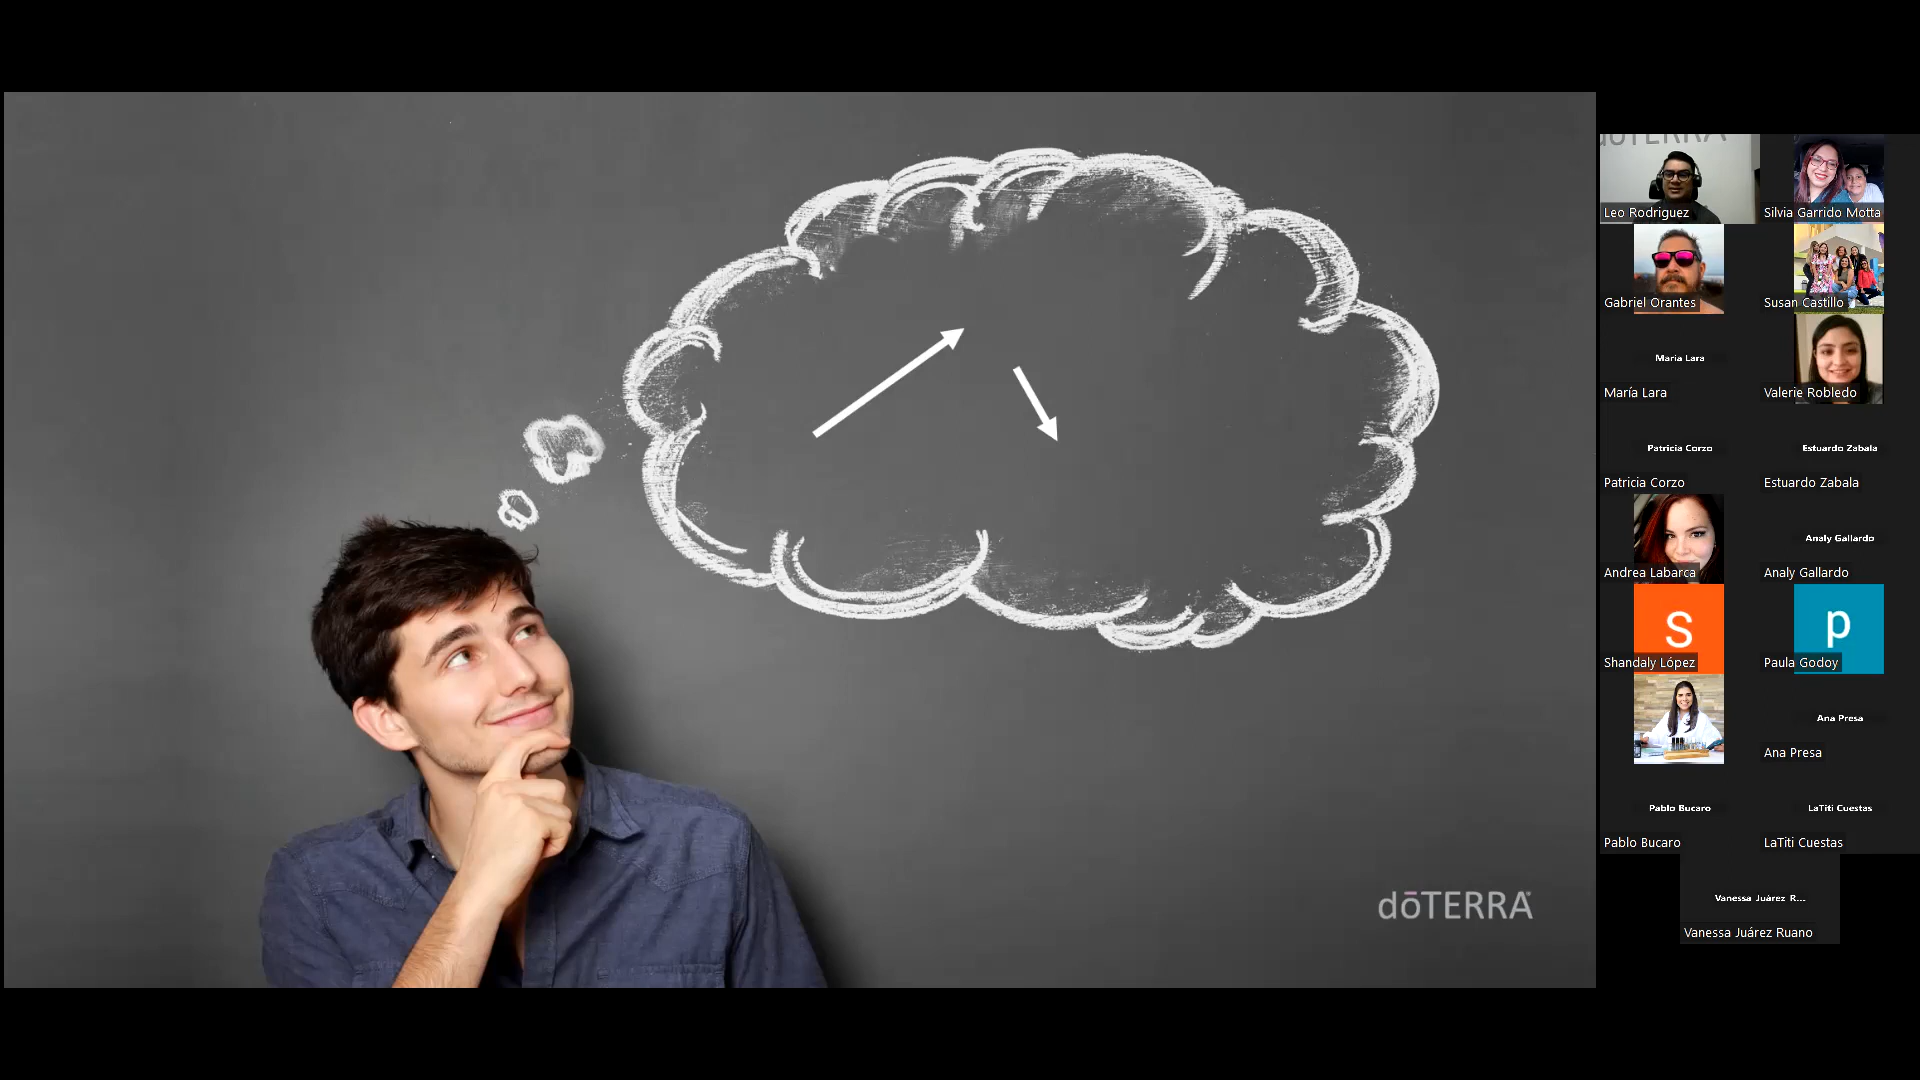 dōTERRA
dōTERRA
Leo Rodriguez
Silvia Garrido Motta
Gabriel Orantes
Susan Castillo
Maria Lara
María Lara
Valerie Robledo
Patricia Corzo
Patricia Corzo
Estuardo Zabala
Estuardo Zabala
Andrea Labarca
Analy Gallardo
Analy Gallardo
S
Shandaly López
p
Paula Godoy
Ana Presa
Ana Presa
Pablo Bucaro
Pablo Bucaro
LaTiti Cuestas
LaTiti Cuestas
Vanessa Juárez R...
Vanessa Juárez Ruano